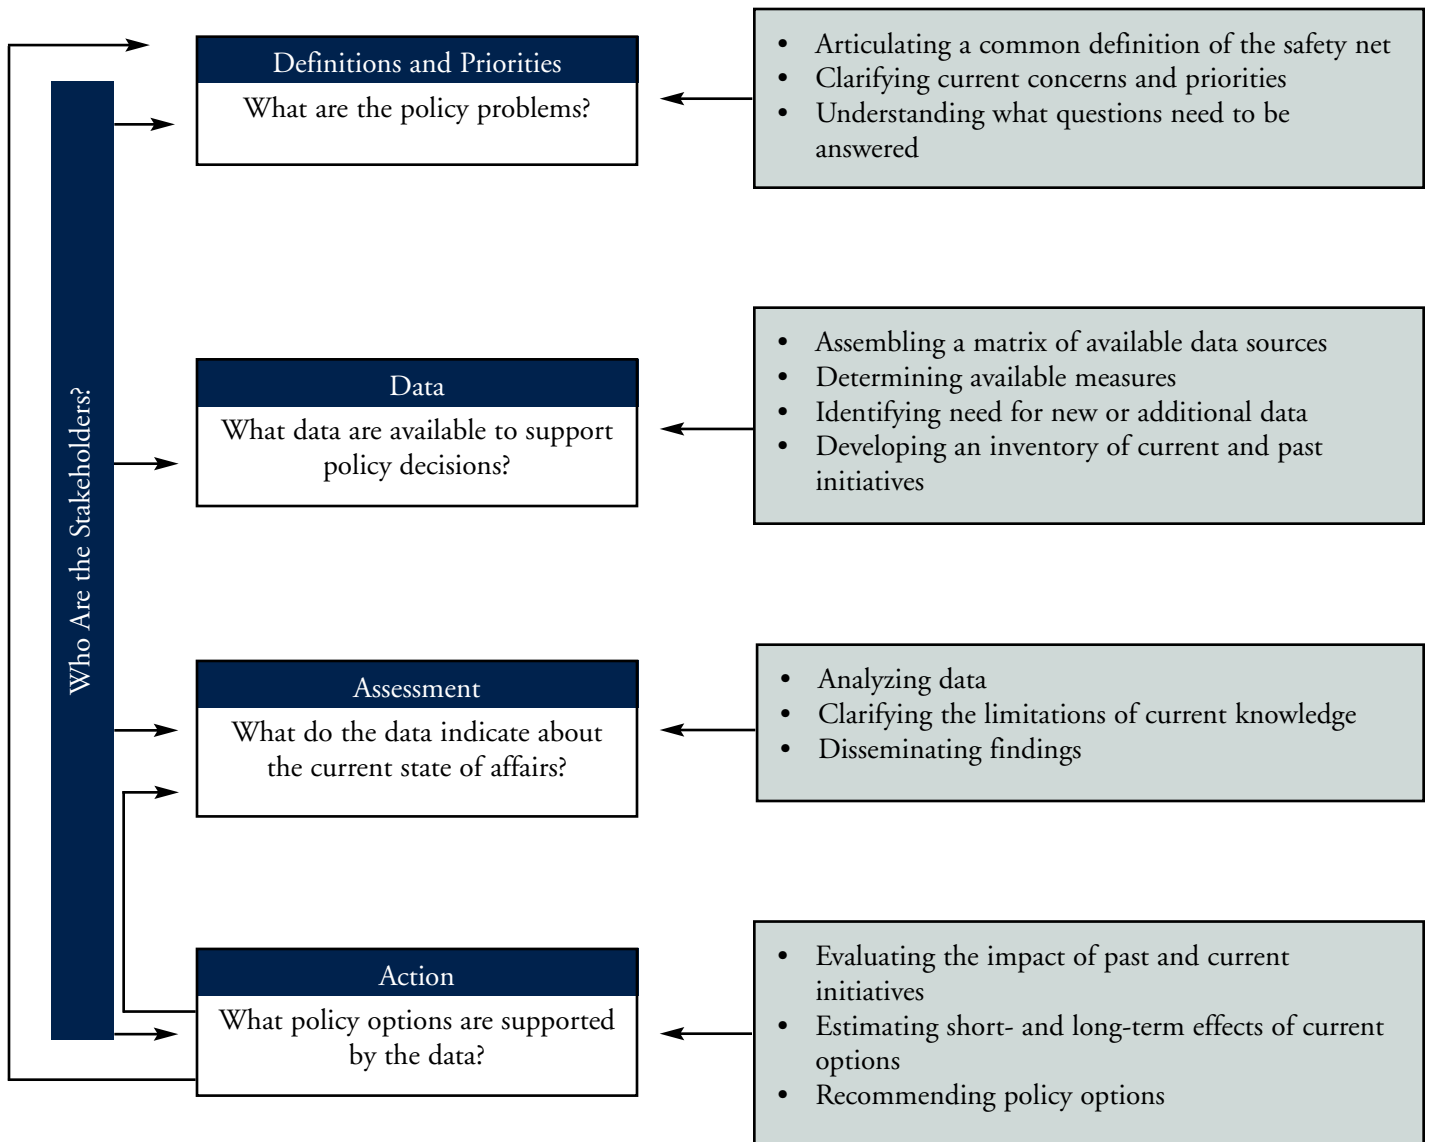 Who Are the Stakeholders?
Definitions and Priorities
What are the policy problems?
• Articulating a common definition of the safety net
• Clarifying current concerns and priorities
• Understanding what questions need to be
answered
Data
What data are available to support
policy decisions?
• Assembling a matrix of available data sources
• Determining available measures
• Identifying need for new or additional data
• Developing an inventory of current and past
initiatives
Assessment
What do the data indicate about
the current state of affairs?
• Analyzing data
• Clarifying the limitations of current knowledge
• Disseminating findings
Action
What policy options are supported
by the data?
• Evaluating the impact of past and current
initiatives
• Estimating short- and long-term effects of current
options
• Recommending policy options